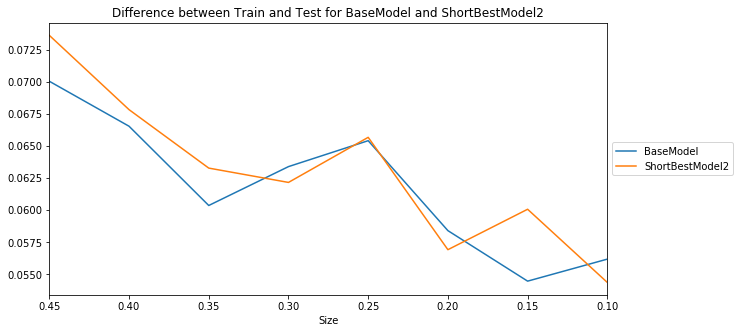 Difference between Train and Test for BaseModel and ShortBestModel2
0.0725
0.0700
0.0675
0.0650
0.0625
0.0600
0.0575
0.0550
0.45 0.40 0.35 0.30 0.25 0.20 0.15 0.10
Size
BaseModel
ShortBestModel2